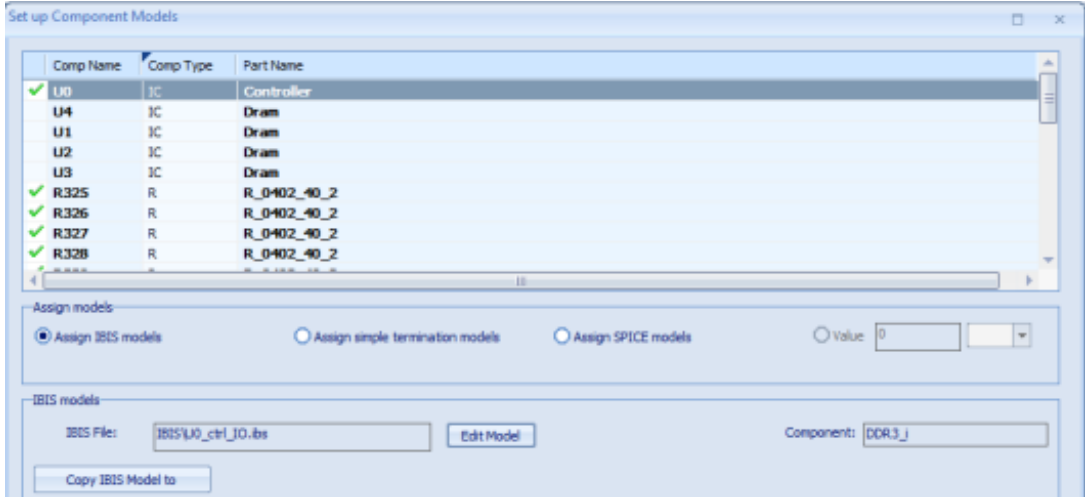 Set up Component Models
Comp Name Comp Type Part Name
U0 IC Controller
U4 IC Dram
U1 IC Dram
U2 IC Dram
U3 IC Dram
R325 R R_0402_40_2
R326 R R_0402_40_2
R327 R R_0402_40_2
R328 R R_0402_40_2
Assign models
Assign IBIS models Assign simple termination models Assign SPICE models Value 0
IBIS models
IBIS File: IBIS\U0_ctrl_IO.ibs Edit Model Component: DDR3_i
Copy IBIS Model to